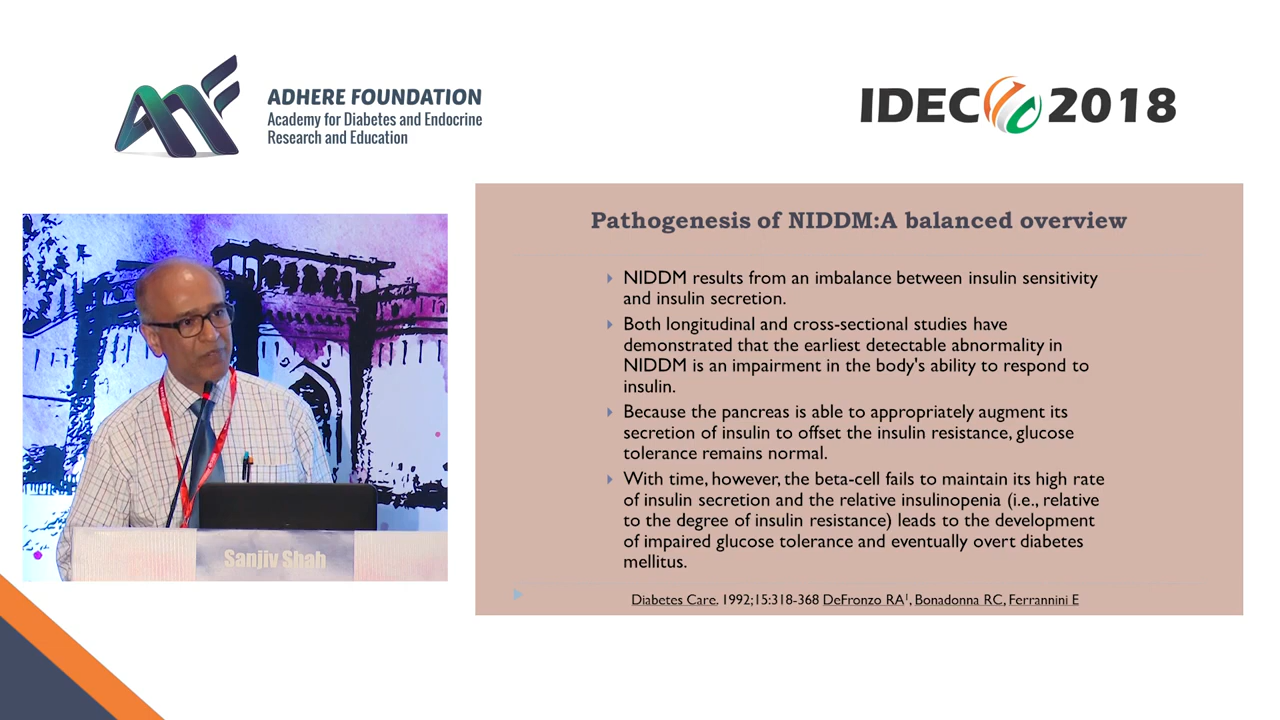 ADHERE FOUNDATION
Academy for Diabetes and Endocrine
Research and Education
IDEC 2018
Sanjiv Shah
Pathogenesis of NIDDM:A balanced overview
NIDDM results from an imbalance between insulin sensitivity
and insulin secretion.
Both longitudinal and cross-sectional studies have
demonstrated that the earliest detectable abnormality in
NIDDM is an impairment in the body's ability to respond to
insulin.
Because the pancreas is able to appropriately augment its
secretion of insulin to offset the insulin resistance, glucose
tolerance remains normal.
With time, however, the beta-cell fails to maintain its high rate
of insulin secretion and the relative insulinopenia (i.e., relative
to the degree of insulin resistance) leads to the development
of impaired glucose tolerance and eventually overt diabetes
mellitus.
Diabetes Care. 1992;15:318-368 DeFronzo RA¹, Bonadonna RC, Ferrannini E